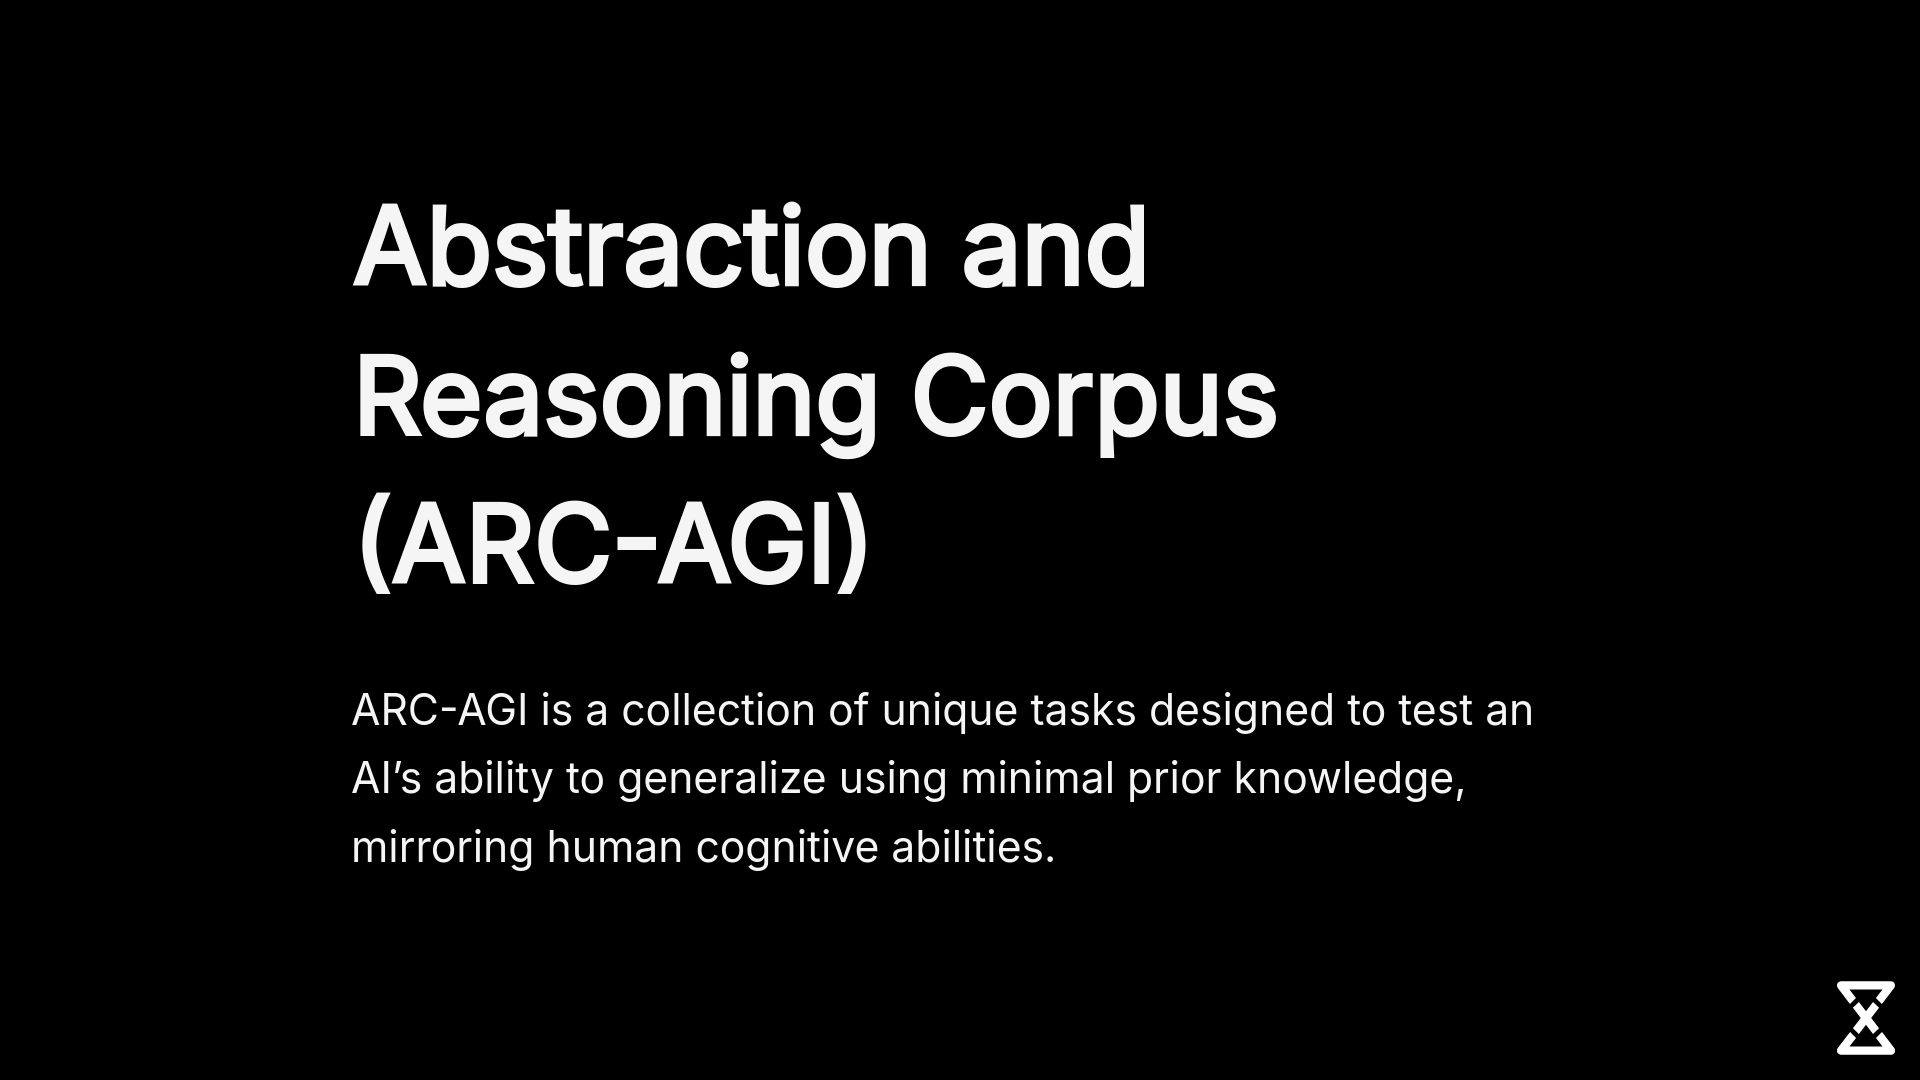 Abstraction and
Reasoning Corpus
(ARC-AGI)
ARC-AGI is a collection of unique tasks designed to test an
AI’s ability to generalize using minimal prior knowledge,
mirroring human cognitive abilities.